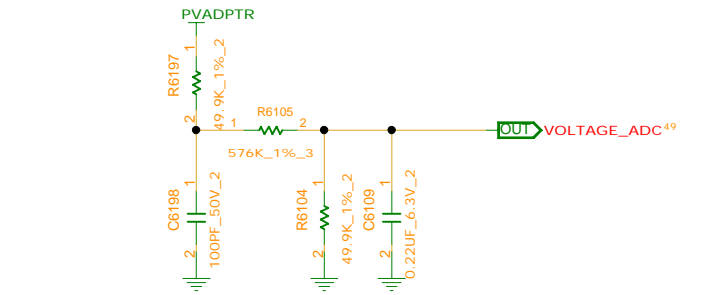 PVADPTR
1
R6197
49.9K_1%_2
2
R6105
1
2
576K_1%_3
OUT
VOLTAGE_ADC
49
1
C6198
100PF_50V_2
2
1
R6104
49.9K_1%_2
2
1
C6109
0.22UF_6.3V_2
2